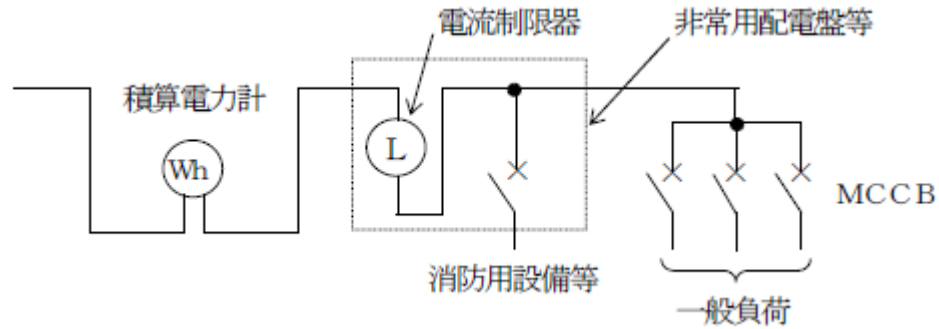 電流制限器
非常用配電盤等
積算電力計
L
Wh
MCCB
消防用設備等
一般負荷